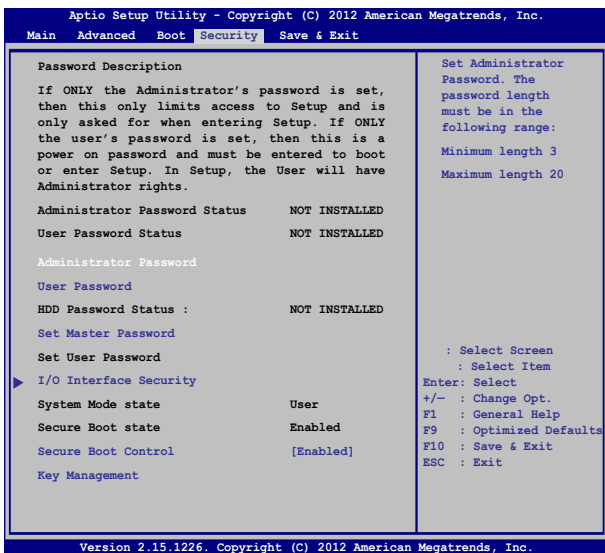 Aptio Setup Utility - Copyright (C) 2012 American Megatrends, Inc.
Main Advanced Boot Security Save & Exit
Password Description
If ONLY the Administrator's password is set,
then this only limits access to Setup and is
only asked for when entering Setup. If ONLY
the user's password is set, then this is a
power on password and must be entered to boot
or enter Setup. In Setup, the User will have
Administrator rights.
Administrator Password Status NOT INSTALLED
User Password Status NOT INSTALLED
Administrator Password
User Password
HDD Password Status : NOT INSTALLED
Set Master Password
Set User Password
I/O Interface Security
System Mode state User
Secure Boot state Enabled
Secure Boot Control [Enabled]
Key Management
Set Administrator
Password. The
password length
must be in the
following range:
Minimum length 3
Maximum length 20
: Select Screen
: Select Item
Enter: Select
+/— : Change Opt.
F1 : General Help
F9 : Optimized Defaults
F10 : Save & Exit
ESC : Exit
Version 2.15.1226. Copyright (C) 2012 American Megatrends, Inc.